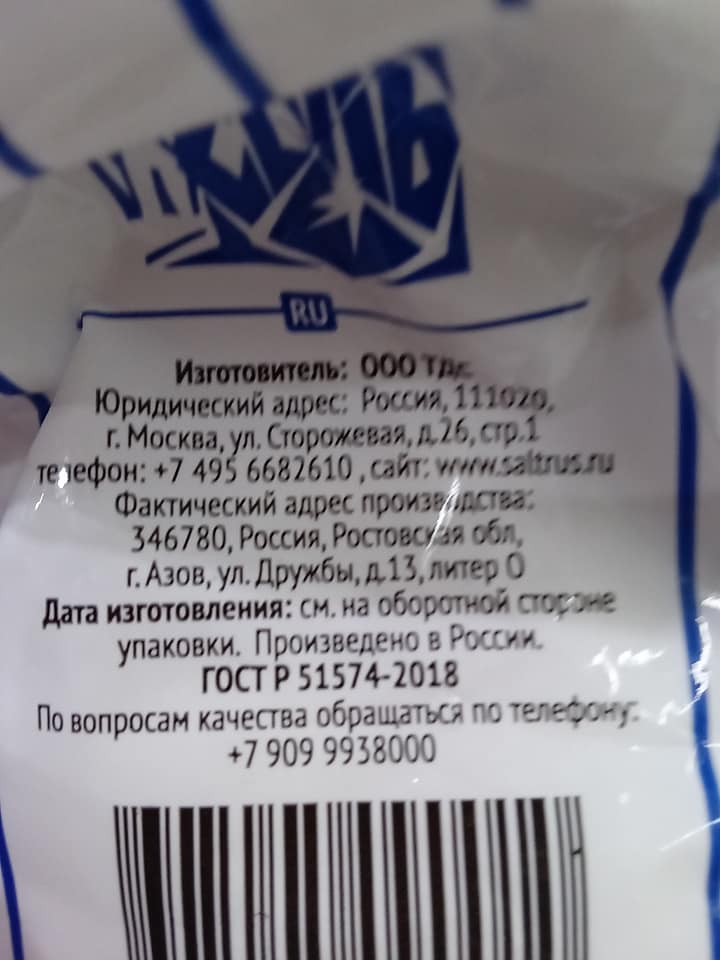 RU
Изготовитель: ООО
Юридический адрес: Россия, 111020,
г. Москва, ул. Сторожевая, д.26, стр.1
телефон: +7 495 6682610 , сайт: www.saltrus.ru
Фактический адрес производства:
346780, Россия, Ростовская обл,
г. Азов, ул. Дружбы, д.13, литер О
Дата изготовления: см. на оборотной стороне
упаковки. Произведено в России.
ГОСТ Р 51574-2018
По вопросам качества обращаться по телефону:
+7 909 9938000